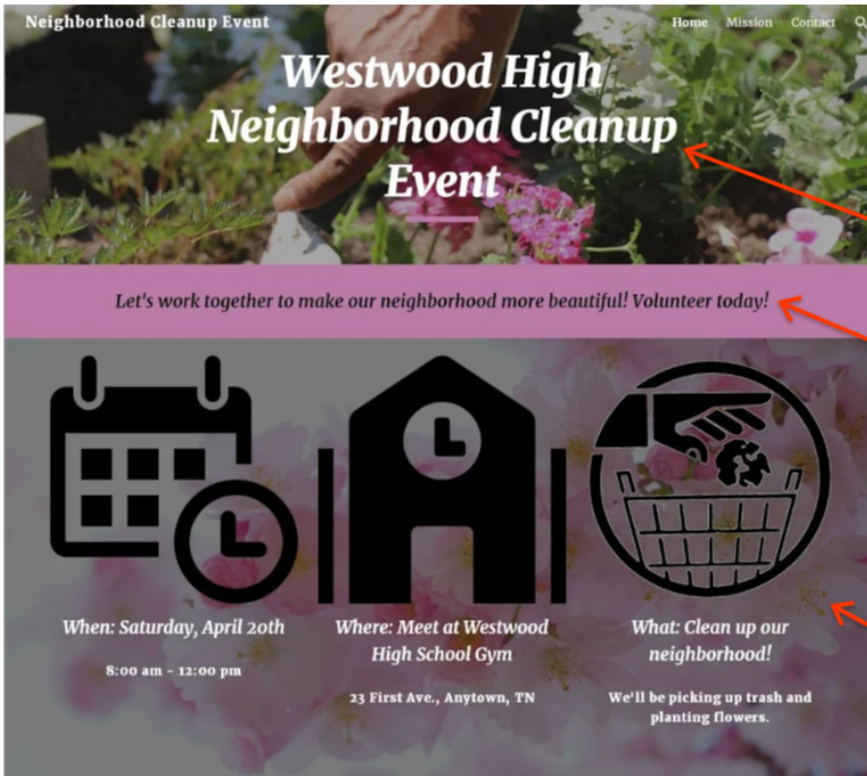 Neighborhood Cleanup Event
Home Mission Contact
Westwood High
Neighborhood Cleanup
Event
Let's work together to make our neighborhood more beautiful! Volunteer today!
When: Saturday, April 20th
8:00 am - 12:00 pm
Where: Meet at Westwood
High School Gym
23 First Ave., Anytown, TN
What: Clean up our
neighborhood!
We'll be picking up trash and
planting flowers.